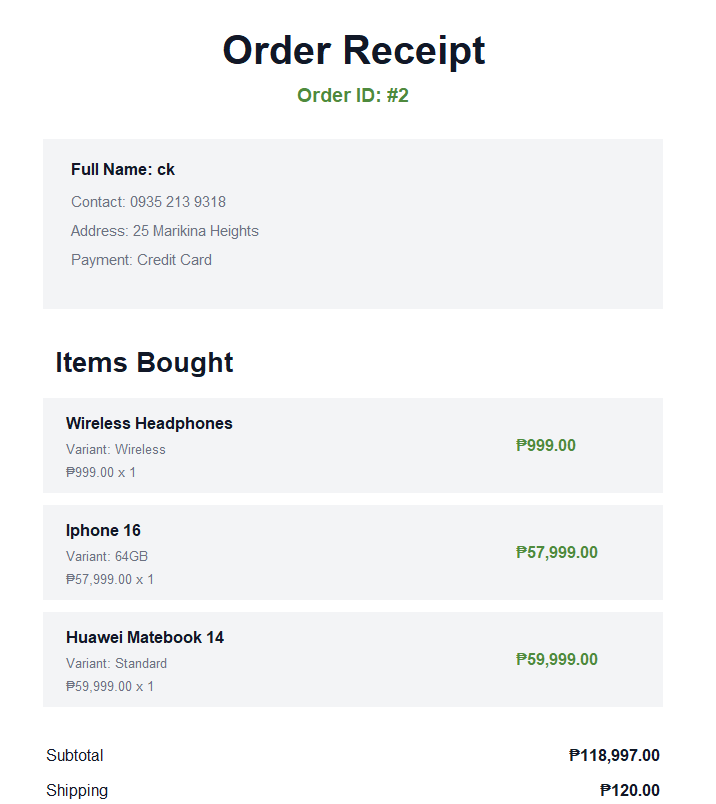 Order Receipt
Order ID: #2
Full Name: ck
Contact: 0935 213 9318
Address: 25 Marikina Heights
Payment: Credit Card
Items Bought
Wireless Headphones
Variant: Wireless
₱999.00 x 1
₱999.00
Iphone 16
Variant: 64GB
₱57,999.00 x 1
₱57,999.00
Huawei Matebook 14
Variant: Standard
₱59,999.00 x 1
₱59,999.00
Subtotal ₱118,997.00
Shipping ₱120.00